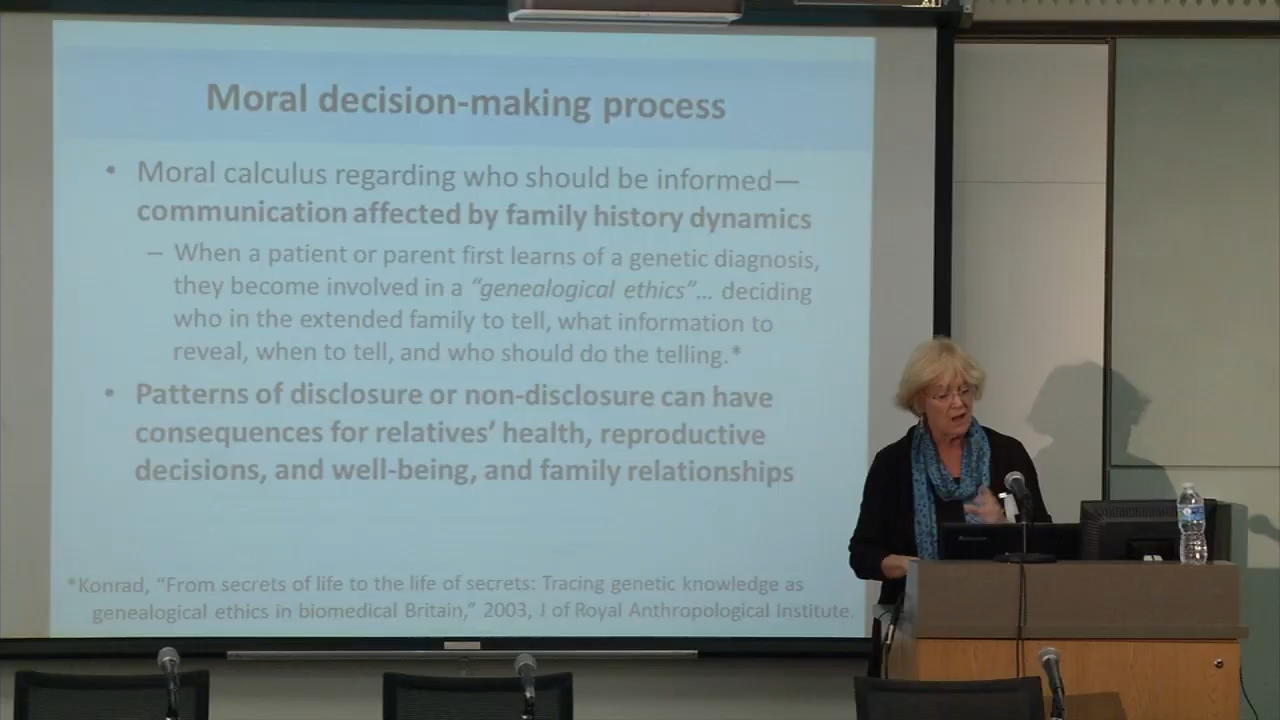 Moral decision-making process
• Moral calculus regarding who should be informed—
communication affected by family history dynamics
– When a patient or parent first learns of a genetic diagnosis,
they become involved in a “genealogical ethics”... deciding
who in the extended family to tell, what information to
reveal, when to tell, and who should do the telling.*
• Patterns of disclosure or non-disclosure can have
consequences for relatives’ health, reproductive
decisions, and well-being, and family relationships
*Konrad, “From secrets of life to the life of secrets: Tracing genetic knowledge as
genealogical ethics in biomedical Britain,” 2003, J of Royal Anthropological Institute.